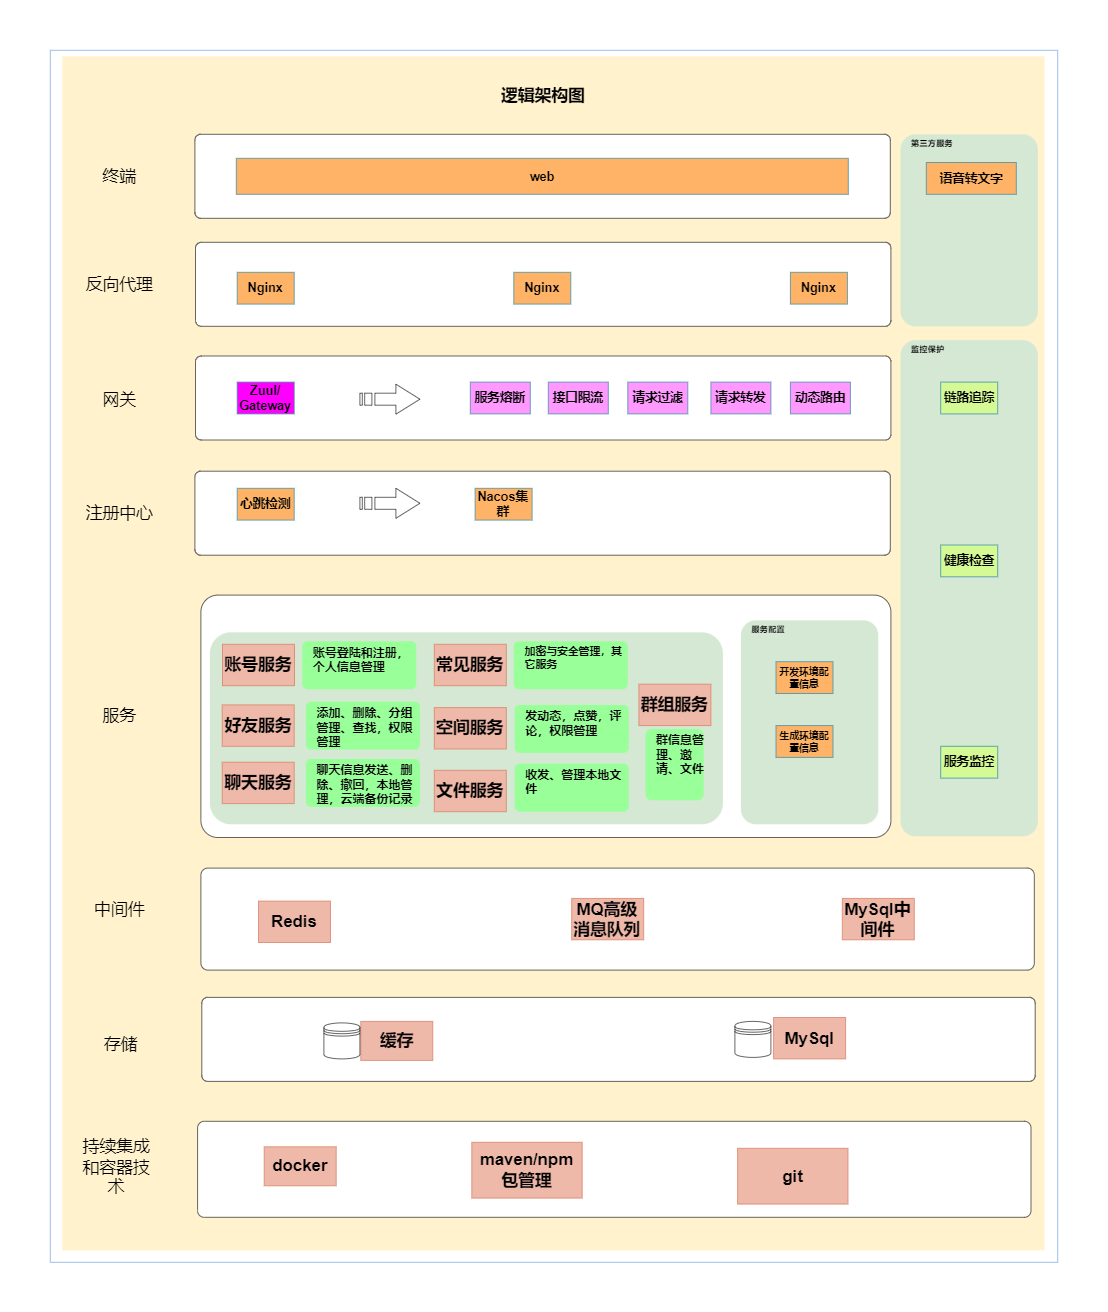 逻辑架构图
终端
web
第三方服务
语音转文字
反向代理
Nginx
Nginx
Nginx
监控保护
网关
Zuul/
Gateway
服务熔断
接口限流
请求过滤
请求转发
动态路由
链路追踪
注册中心
心跳检测
Nacos集
群
健康检查
服务
账号服务
账号登陆和注册，
个人信息管理
好友服务
添加、删除、分组
管理、查找，权限
管理
聊天服务
聊天信息发送、删
除、撤回，本地管
理，云端备份记录
常见服务
加密与安全管理，其
它服务
空间服务
发动态，点赞，评
论，权限管理
文件服务
收发、管理本地文
件
群组服务
群信息管
理、邀
请、文件
服务配置
开发环境配
置信息
生成环境配
置信息
服务监控
中间件
Redis
MQ高级
消息队列
MySql中
间件
存储
缓存
MySql
持续集成
和容器技
术
docker
maven/npm
包管理
git